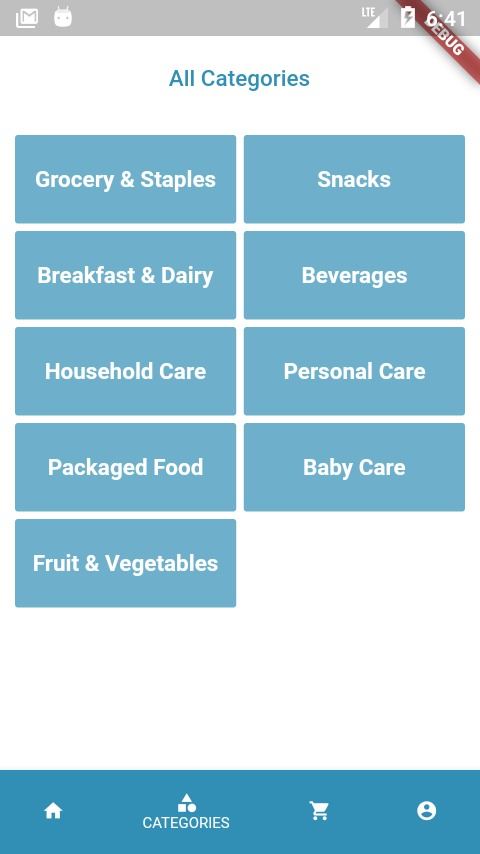 LTE 6:41
DEBUG
All Categories
Grocery & Staples
Snacks
Breakfast & Dairy
Beverages
Household Care
Personal Care
Packaged Food
Baby Care
Fruit & Vegetables
CATEGORIES